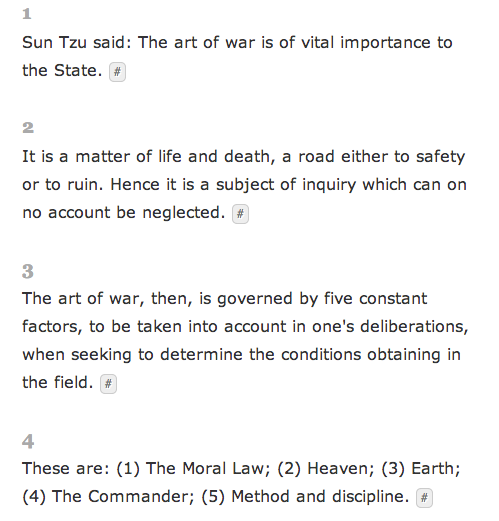 1
Sun Tzu said: The art of war is of vital importance to
the State. #
2
It is a matter of life and death, a road either to safety
or to ruin. Hence it is a subject of inquiry which can on
no account be neglected. #
3
The art of war, then, is governed by five constant
factors, to be taken into account in one's deliberations,
when seeking to determine the conditions obtaining in
the field. #
4
These are: (1) The Moral Law; (2) Heaven; (3) Earth;
(4) The Commander; (5) Method and discipline. #